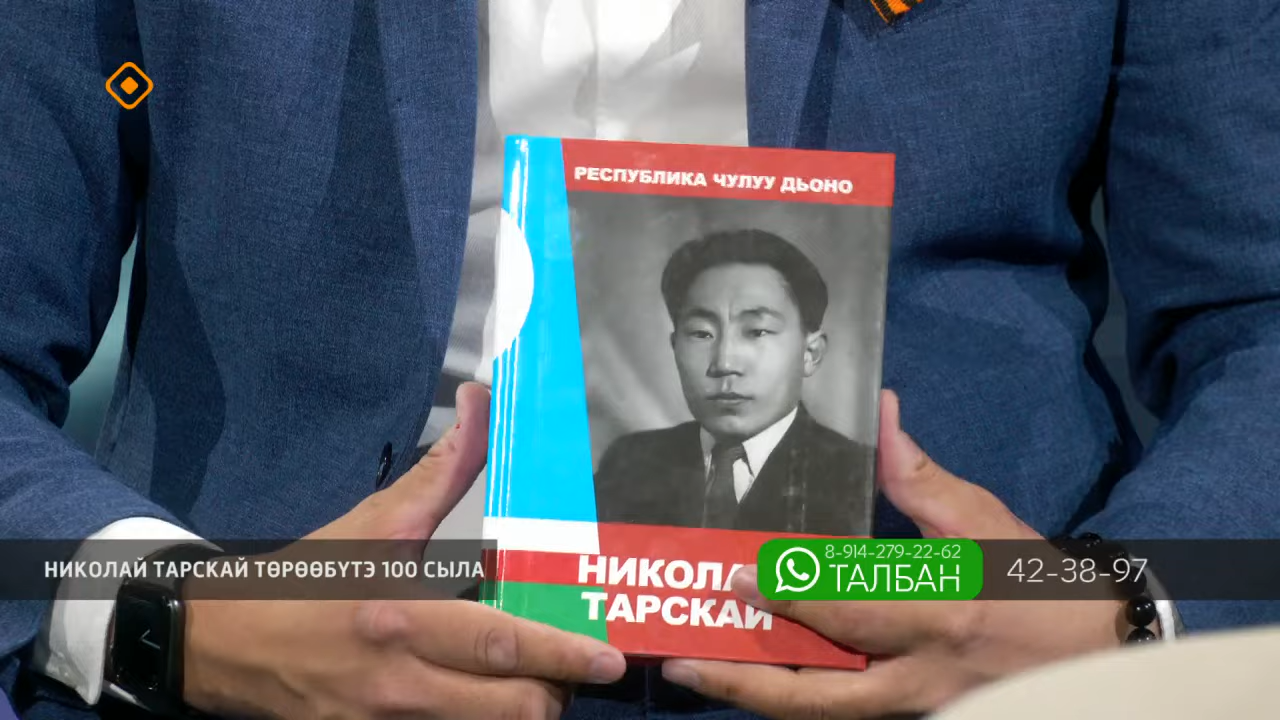 РЕСПУБЛИКА ЧУЛУУ ДЬОНО
НИКОЛАЙ ТАРСКАЙ ТӨРӨӨБҮТЭ 100 СЫЛА
НИКОЛА
ТАРСКАЙ
8-914-279-22-62
ТАЛБАН
42-38-97